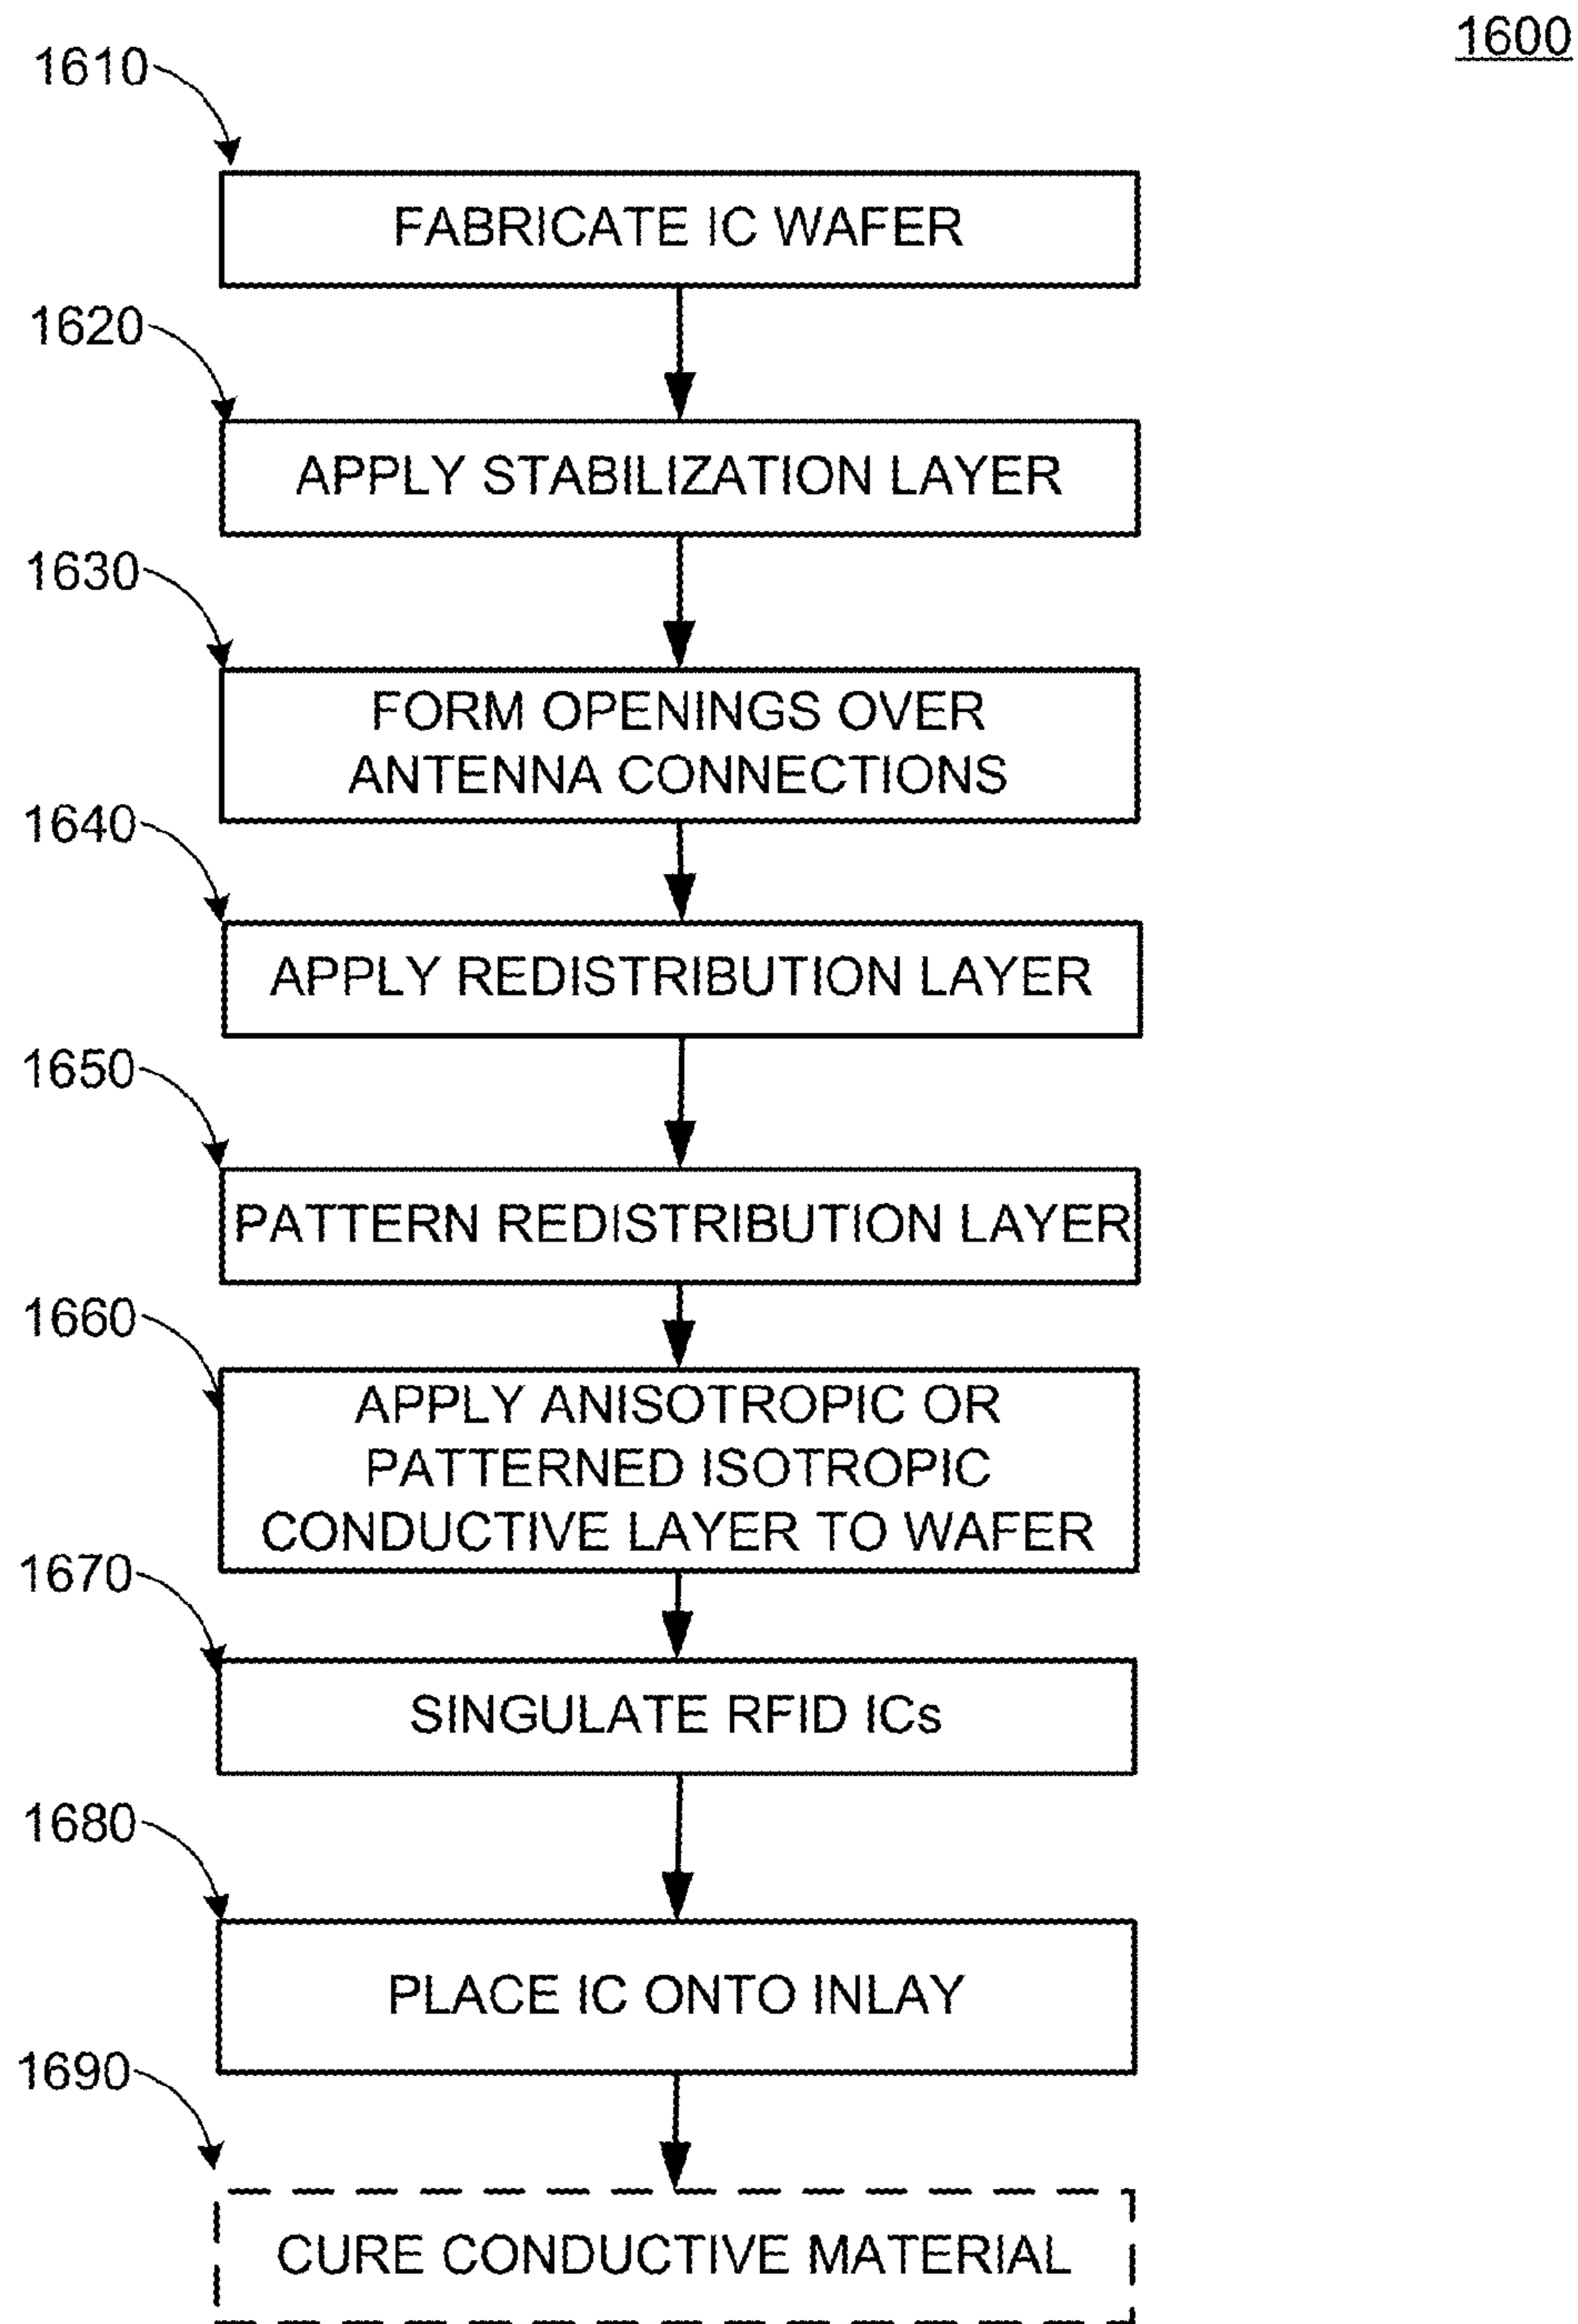 1600
1610
FABRICATE IC WAFER
1620
APPLY STABILIZATION LAYER
1630
FORM OPENINGS OVER
ANTENNA CONNECTIONS
1640
APPLY REDISTRIBUTION LAYER
1650
PATTERN REDISTRIBUTION LAYER
1660
APPLY ANISOTROPIC OR
PATTERNED ISOTROPIC
CONDUCTIVE LAYER TO WAFER
1670
SINGULATE RFID ICs
1680
PLACE IC ONTO INLAY
1690
CURE CONDUCTIVE MATERIAL